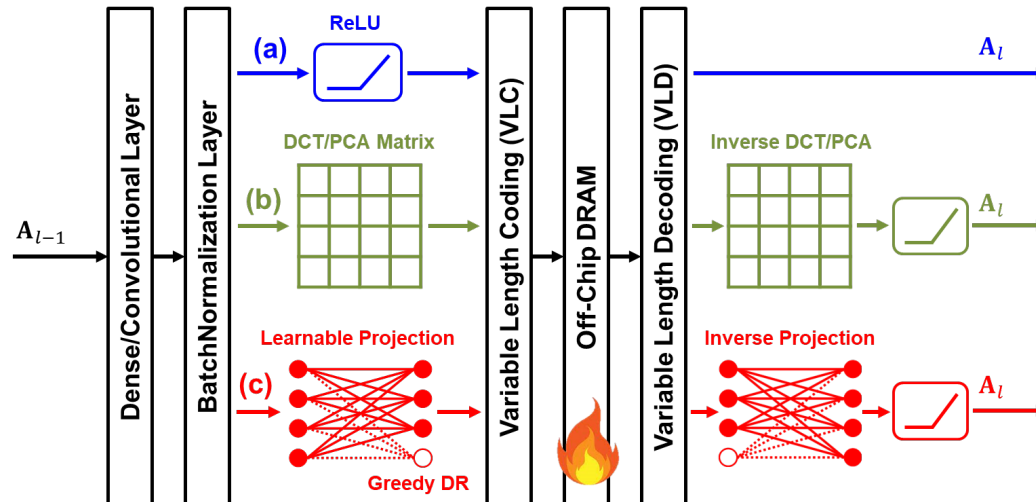 Dense/Convolutional Layer
BatchNormalization Layer
Variable Length Coding (VLC)
Off-Chip DRAM
Variable Length Decoding (VLD)
A_{l−1}
(a)
ReLU
A_l
(b)
DCT/PCA Matrix
Inverse DCT/PCA
A_l
(c)
Learnable Projection
Greedy DR
Inverse Projection
A_l